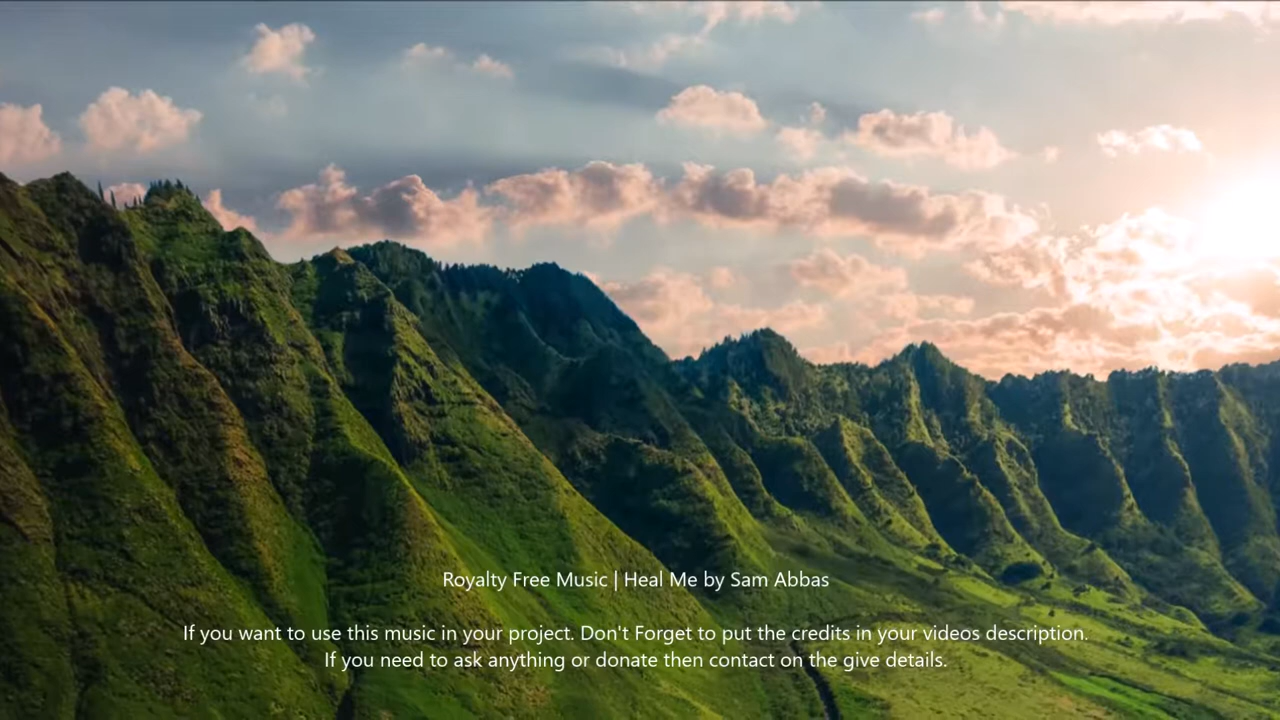 Royalty Free Music | Heal Me by Sam Abbas
If you want to use this music in your project. Don't Forget to put the credits in your videos description.
If you need to ask anything or donate then contact on the give details.